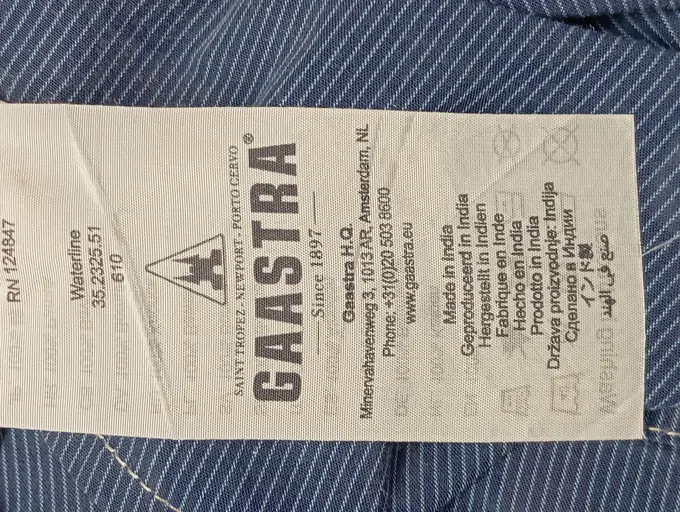 RN 124847
Waterline
35.2325.51
610
SAINT TROPEZ - NEWPORT - PORTO CERVO
GAASTRA®
Since 1897
Gaastra H.Q.
Minervahavenweg 3, 1013 AR, Amsterdam, NL
Phone: +31(0)20 503 8600
www.gaastra.eu
Made in India
Geproduceerd in India
Hergestellt in Indien
Fabrique en Inde
Hecho en India
Prodotto in India
Država proizvodnje: Indija
Сделано в Индии
インド製
صنع في الهند